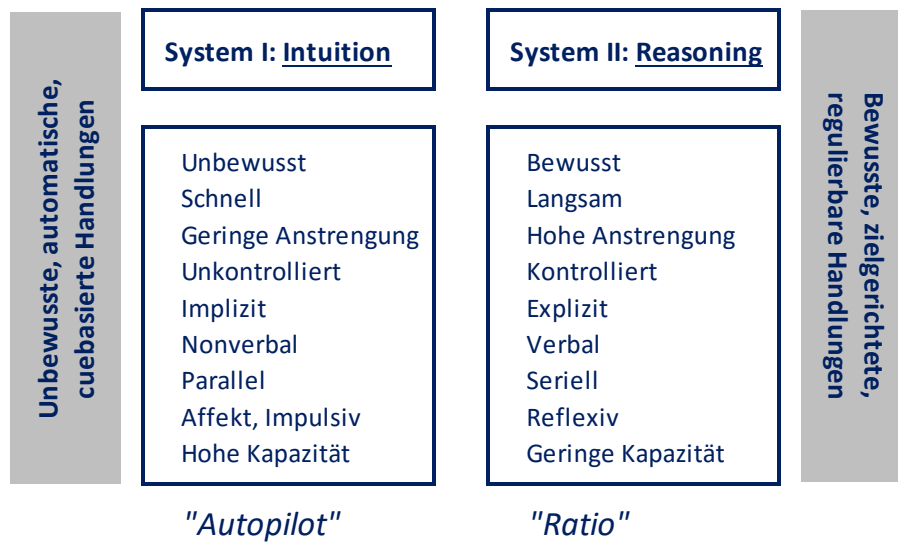 Unbewusste, automatische,
cuebasierte Handlungen
System I: Intuition
Unbewusst
Schnell
Geringe Anstrengung
Unkontrolliert
Implizit
Nonverbal
Parallel
Affekt, Impulsiv
Hohe Kapazität
"Autopilot"
System II: Reasoning
Bewusst
Langsam
Hohe Anstrengung
Kontrolliert
Explizit
Verbal
Seriell
Reflexiv
Geringe Kapazität
"Ratio"
Bewusste, zielgerichtete,
regulierbare Handlungen